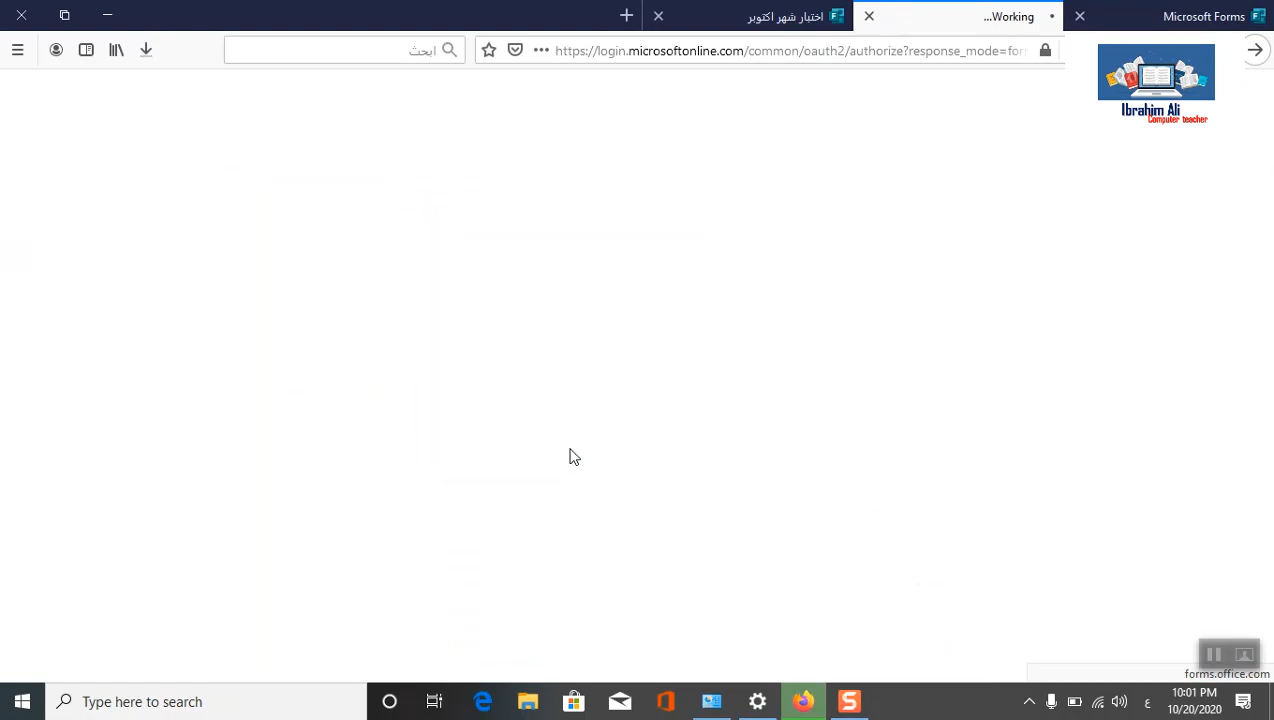 Microsoft Forms
Working...
اختبار شهر اكتوبر
https://login.microsoftonline.com/common/oauth2/authorize?response_mode=for
ابحث
Ibrahim Ali
Computer teacher
forms.office.com
Type here to search
ع
10:01 PM
10/20/2020